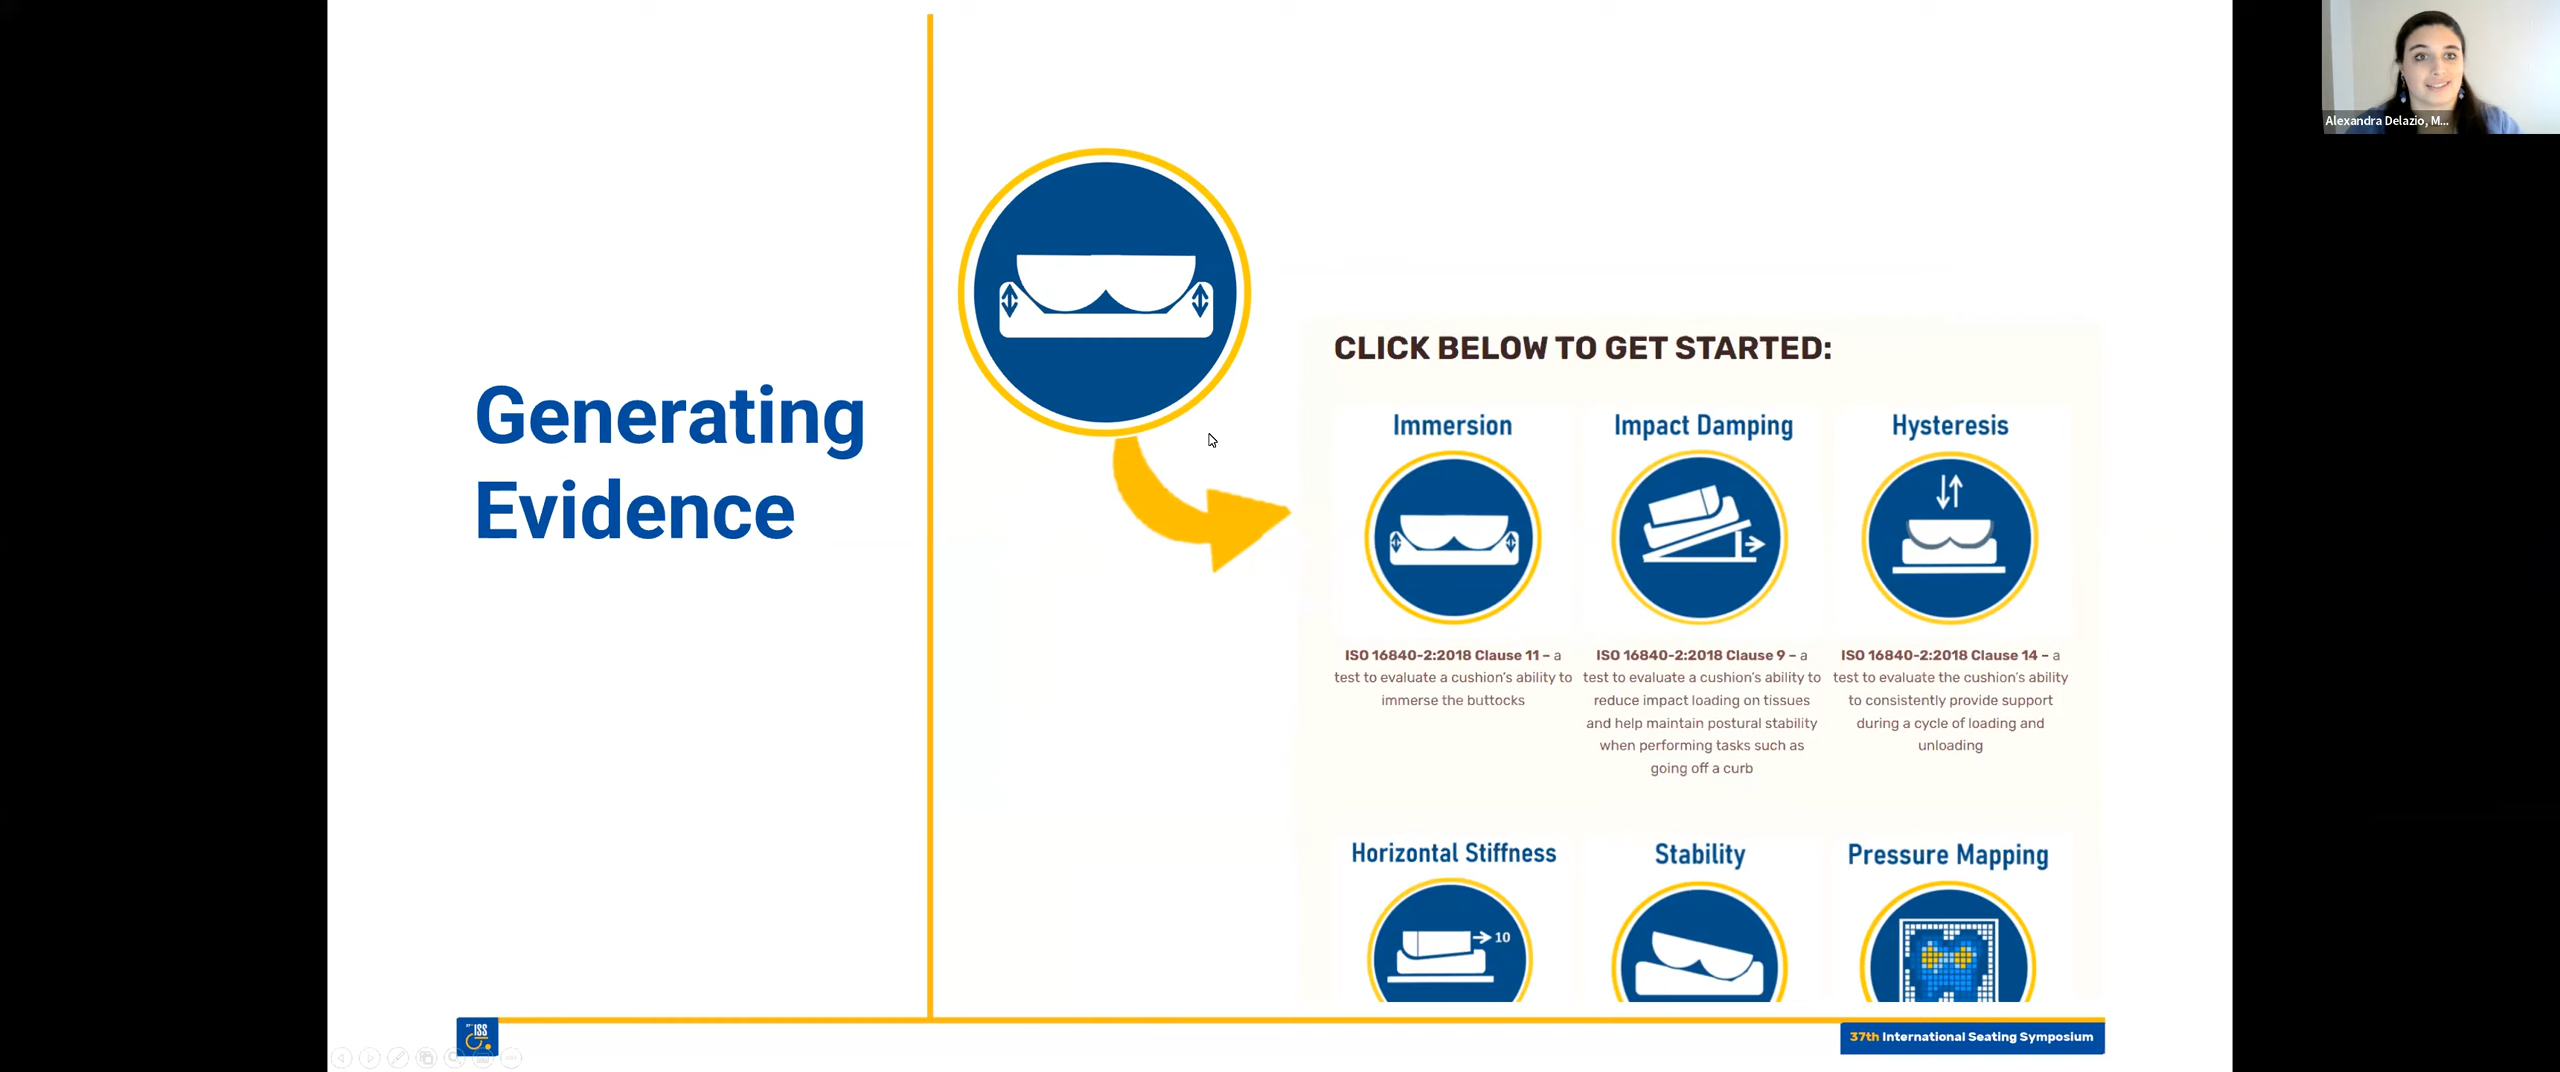 Alexandra Delazio, M...
Generating
Evidence
CLICK BELOW TO GET STARTED:
Immersion
Impact Damping
Hysteresis
ISO 16840-2:2018 Clause 11 – a
test to evaluate a cushion's ability to
immerse the buttocks
ISO 16840-2:2018 Clause 9 – a
test to evaluate a cushion's ability to
reduce impact loading on tissues
and help maintain postural stability
when performing tasks such as
going off a curb
ISO 16840-2:2018 Clause 14 – a
test to evaluate the cushion's ability
to consistently provide support
during a cycle of loading and
unloading
Horizontal Stiffness
Stability
Pressure Mapping
10
ISS
37th International Seating Symposium